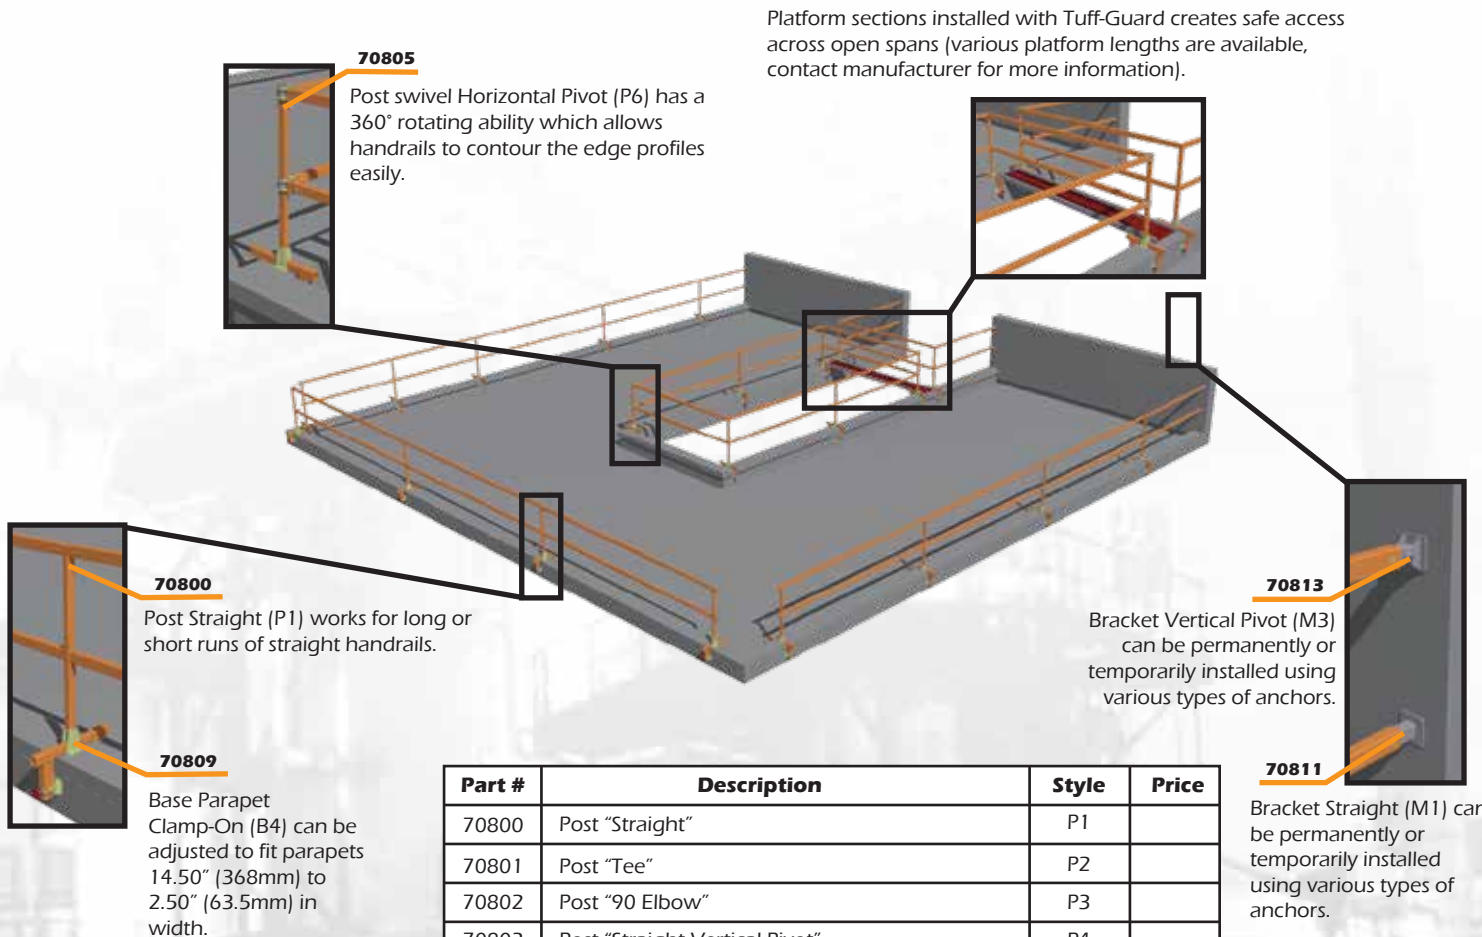 Platform sections installed with Tuff-Guard creates safe access
across open spans (various platform lengths are available,
contact manufacturer for more information).
70805
Post swivel Horizontal Pivot (P6) has a
360° rotating ability which allows
handrails to contour the edge profiles
easily.
70800
Post Straight (P1) works for long or
short runs of straight handrails.
70809
Base Parapet
Clamp-On (B4) can be
adjusted to fit parapets
14.50” (368mm) to
2.50” (63.5mm) in
width.
70813
Bracket Vertical Pivot (M3)
can be permanently or
temporarily installed using
various types of anchors.
70811
Bracket Straight (M1) can
be permanently or
temporarily installed
using various types of
anchors.
Part # Description Style Price
70800 Post “Straight” P1
70801 Post “Tee” P2
70802 Post “90 Elbow” P3
70803 Post “Straight Vertical Pivot” P4